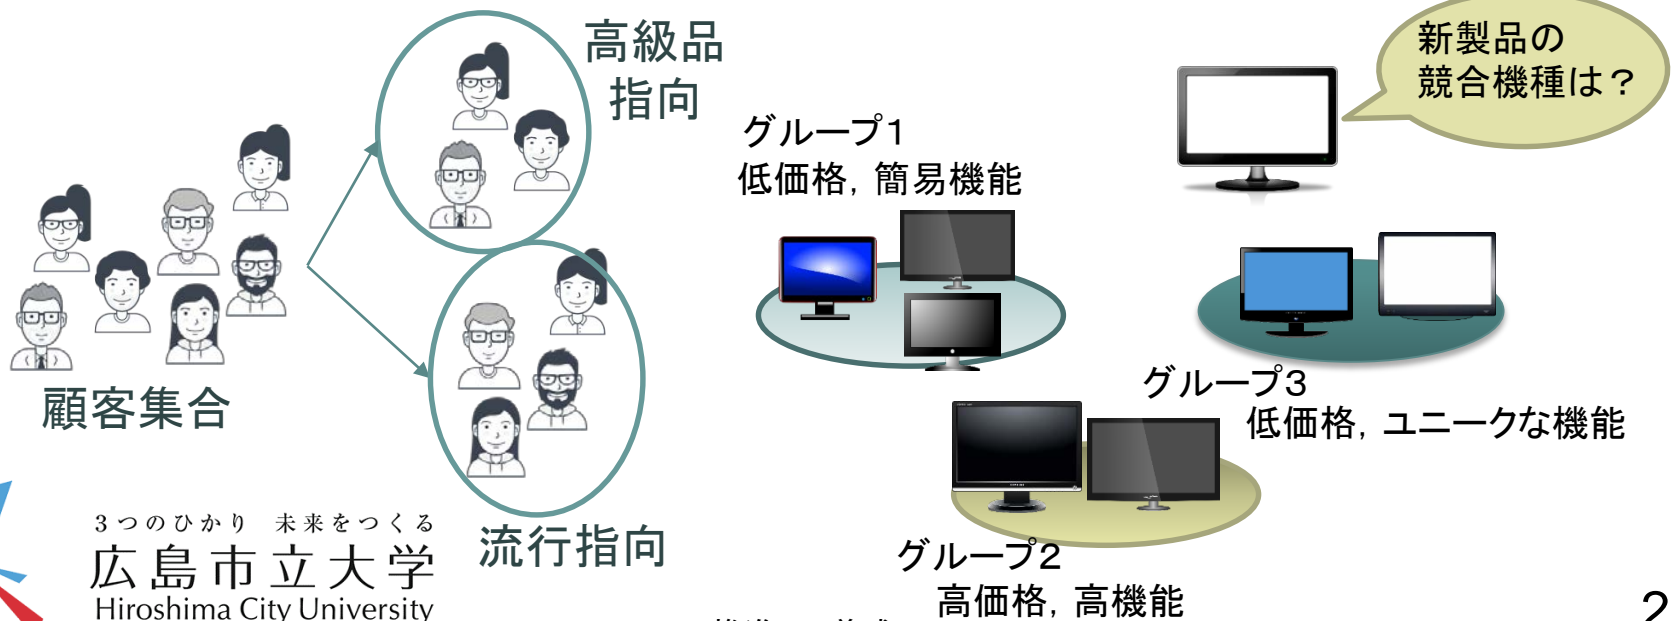 高級品
指向
顧客集合
流行指向
グループ1
低価格，簡易機能
新製品の
競合機種は？
グループ3
低価格，ユニークな機能
グループ2
高価格，高機能
3つのひかり 未来をつくる
広島市立大学
Hiroshima City University
2